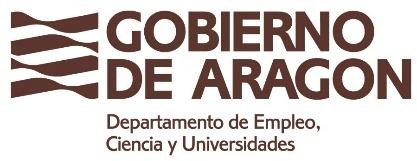 GOBIERNO
DE ARAGON
Departamento de Empleo,
Ciencia y Universidades